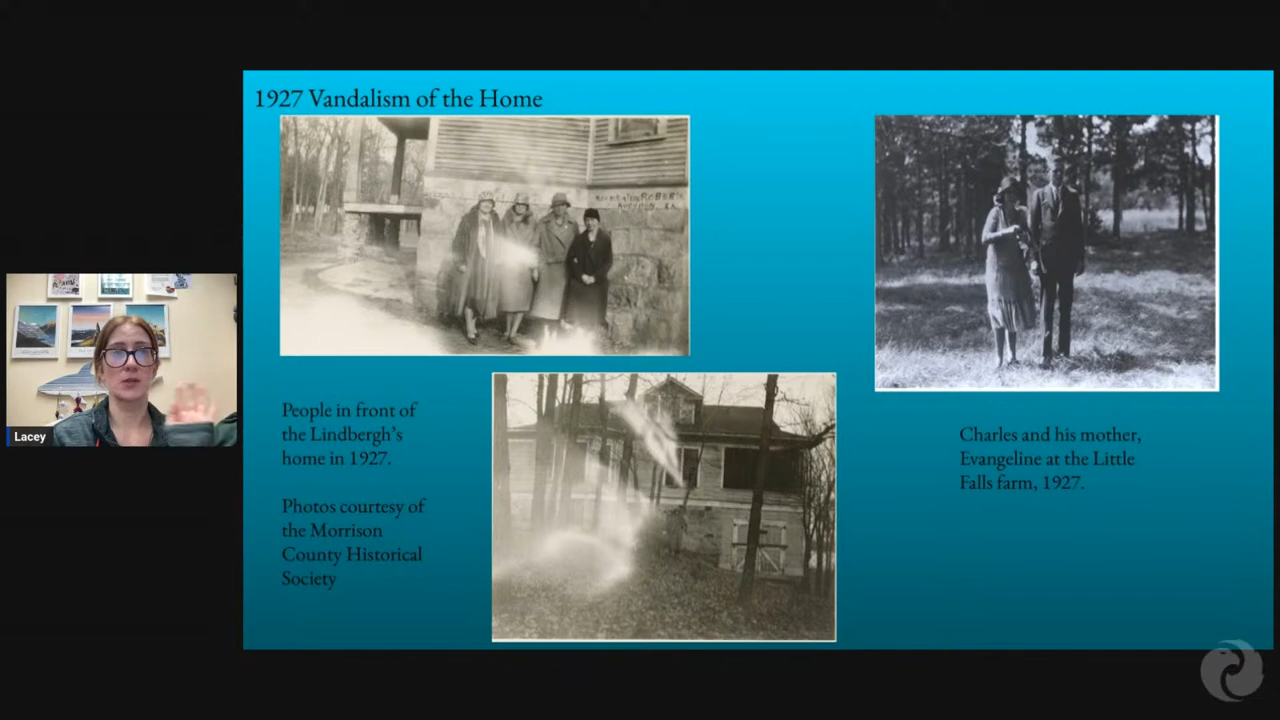 1927 Vandalism of the Home
People in front of
the Lindbergh's
home in 1927.
Photos courtesy of
the Morrison
County Historical
Society
Charles and his mother,
Evangeline at the Little
Falls farm, 1927.
Lacey